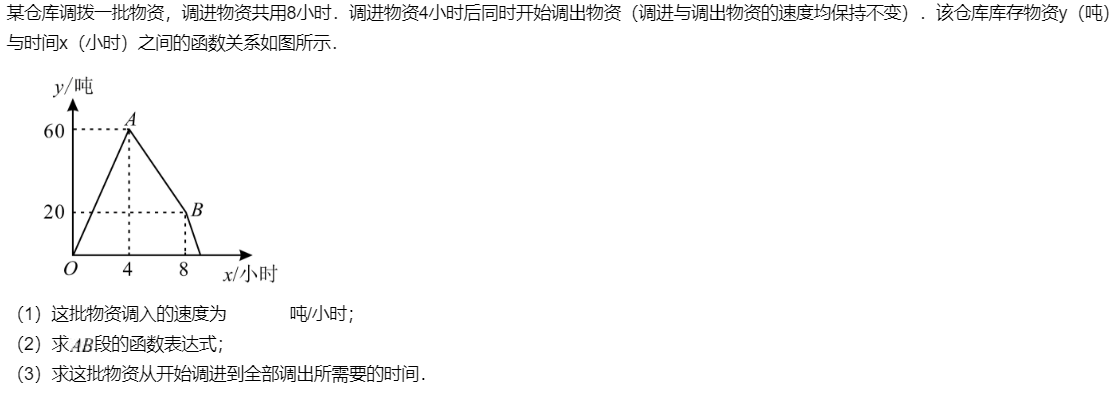 某仓库调拨一批物资，调进物资共用8小时．调进物资4小时后同时开始调出物资（调进与调出物资的速度均保持不变）．该仓库库存物资y（吨）
与时间x（小时）之间的函数关系如图所示．
y/吨
A
60
20
B
O
4
8
x/小时
（1）这批物资调入的速度为 吨/小时；
（2）求AB段的函数表达式；
（3）求这批物资从开始调进到全部调出所需要的时间．